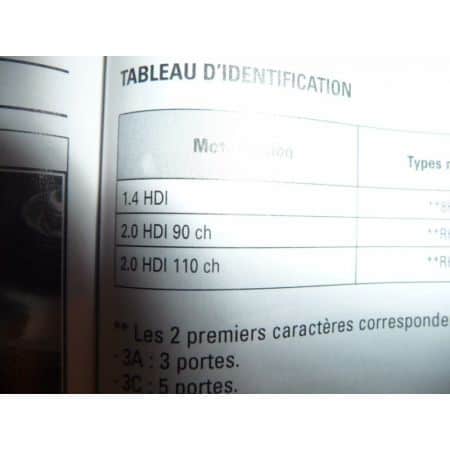 TABLEAU D'IDENTIFICATION
Types
1.4 HDI
2.0 HDI 90 ch
2.0 HDI 110 ch
** Les 2 premiers caractères corresponde
- 3A : 3 portes.
- 3C : 5 portes.